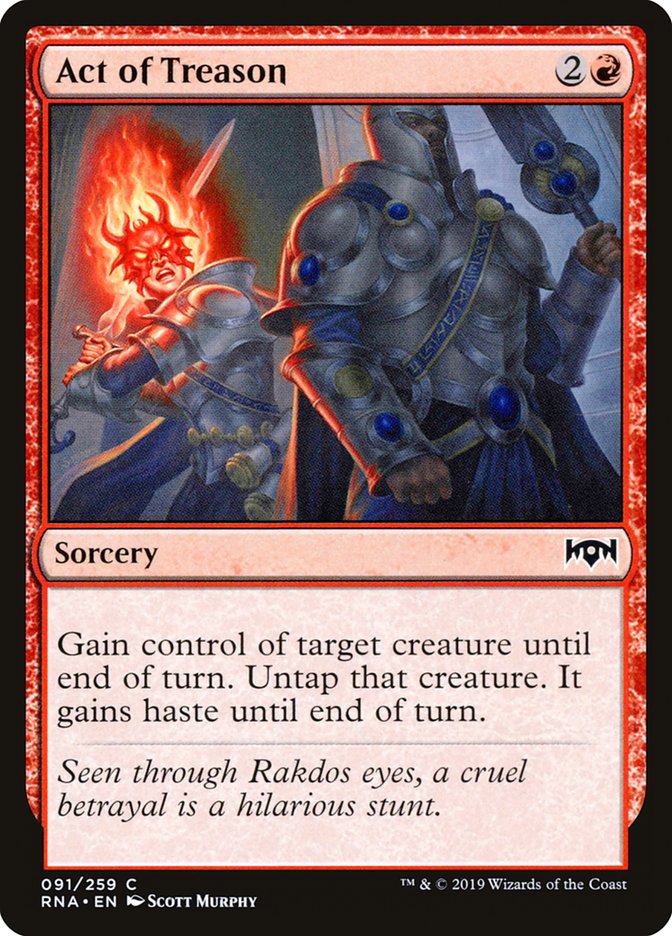 Act of Treason 2
Sorcery
Gain control of target creature until
end of turn. Untap that creature. It
gains haste until end of turn.
Seen through Rakdos eyes, a cruel
betrayal is a hilarious stunt.
091/259 C
RNA • EN Scott Murphy
™ & © 2019 Wizards of the Coast